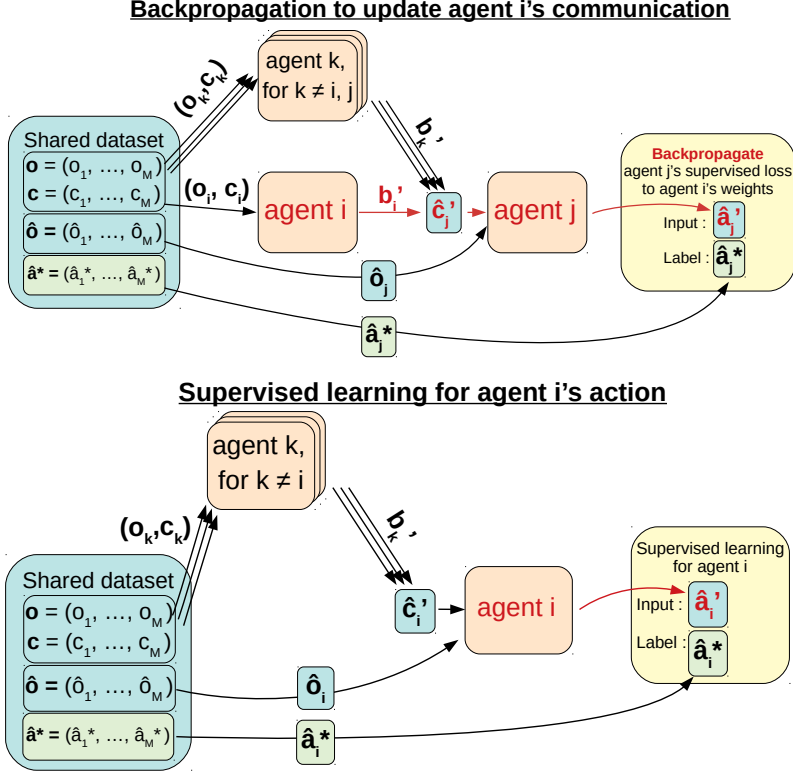 Backpropagation to update agent i's communication
agent k,
for k ≠ i, j
(o_k,c_k)
b_k'
Shared dataset
o = (o_1, …, o_M)
c = (c_1, …, c_M)
ô = (ô_1, …, ô_M)
â* = (â_1*, …, â_M*)
(o_i, c_i)
agent i
b_i'
ĉ_j'
agent j
ô_j
â_j*
Backpropagate
agent j's supervised loss
to agent i's weights
Input : â_j'
Label : â_j*
Supervised learning for agent i's action
agent k,
for k ≠ i
(o_k,c_k)
b_k'
Shared dataset
o = (o_1, …, o_M)
c = (c_1, …, c_M)
ô = (ô_1, …, ô_M)
â* = (â_1*, …, â_M*)
ĉ_i'
agent i
ô_i
â_i*
Supervised learning
for agent i
Input : â_i'
Label : â_i*